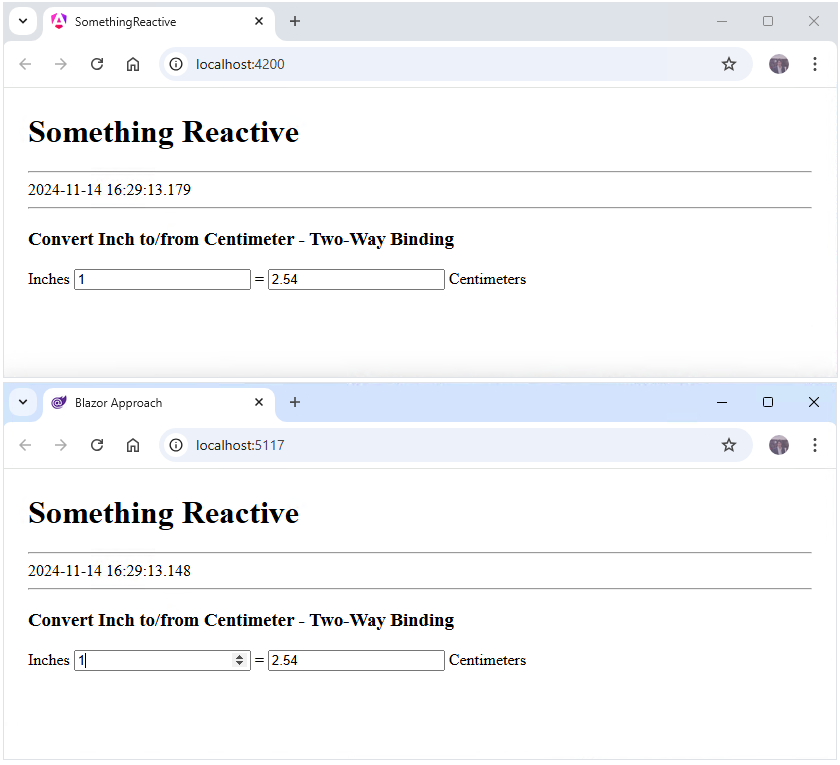 SomethingReactive
localhost:4200
Something Reactive
2024-11-14 16:29:13.179
Convert Inch to/from Centimeter - Two-Way Binding
Inches 1 = 2.54 Centimeters
Blazor Approach
localhost:5117
Something Reactive
2024-11-14 16:29:13.148
Convert Inch to/from Centimeter - Two-Way Binding
Inches 1 = 2.54 Centimeters